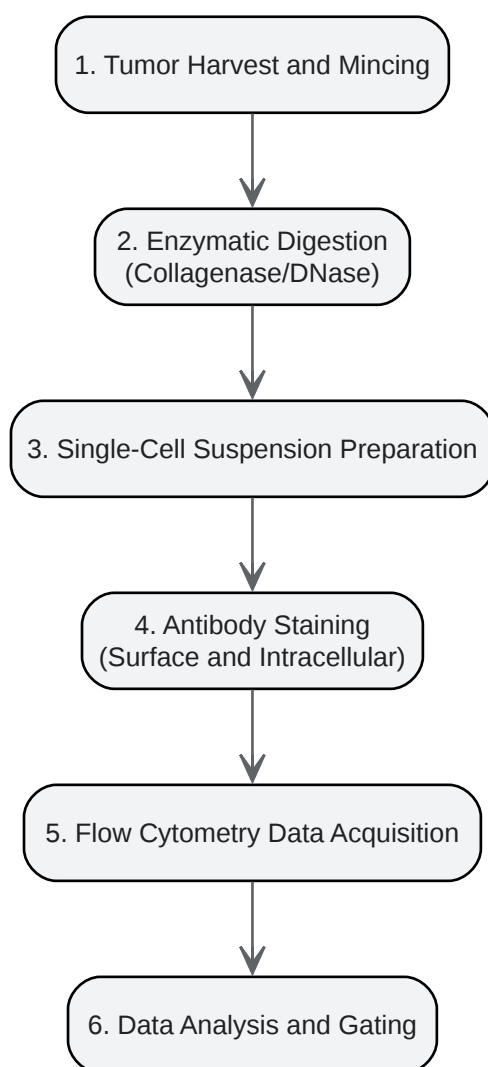 1. Tumor Harvest and Mincing
2. Enzymatic Digestion
(Collagenase/DNase)
3. Single-Cell Suspension Preparation
4. Antibody Staining
(Surface and Intracellular)
5. Flow Cytometry Data Acquisition
6. Data Analysis and Gating